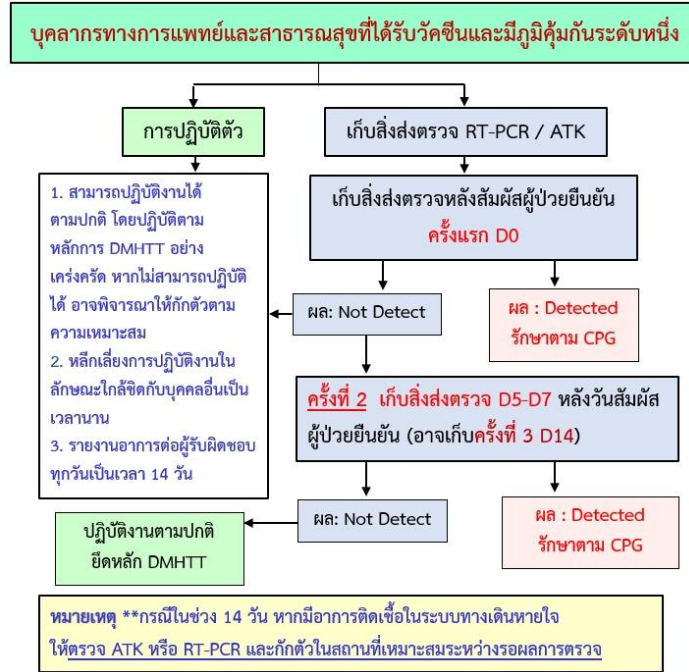 บุคลากรทางการแพทย์และสาธารณสุขที่ได้รับวัคซีนและมีภูมิคุ้มกันระดับหนึ่ง
การปฏิบัติตัว
เก็บสิ่งส่งตรวจ RT-PCR / ATK
1. สามารถปฏิบัติงานได้
ตามปกติ โดยปฏิบัติตาม
หลักการ DMHTT อย่าง
เคร่งครัด หากไม่สามารถปฏิบัติ
ได้ อาจพิจารณาให้กักตัวตาม
ความเหมาะสม
2. หลีกเลี่ยงการปฏิบัติงานใน
ลักษณะใกล้ชิดกับบุคคลอื่นเป็น
เวลานาน
3. รายงานอาการต่อผู้รับผิดชอบ
ทุกวันเป็นเวลา 14 วัน
เก็บสิ่งส่งตรวจหลังสัมผัสผู้ป่วยยืนยัน
ครั้งแรก D0
ผล: Not Detect
ผล : Detected
รักษาตาม CPG
ครั้งที่ 2 เก็บสิ่งส่งตรวจ D5-D7 หลังวันสัมผัส
ผู้ป่วยยืนยัน (อาจเก็บครั้งที่ 3 D14)
ผล: Not Detect
ผล : Detected
รักษาตาม CPG
ปฏิบัติงานตามปกติ
ยึดหลัก DMHTT
หมายเหตุ **กรณีในช่วง 14 วัน หากมีอาการติดเชื้อในระบบทางเดินหายใจ
ให้ตรวจ ATK หรือ RT-PCR และกักตัวในสถานที่เหมาะสมระหว่างรอผลการตรวจ